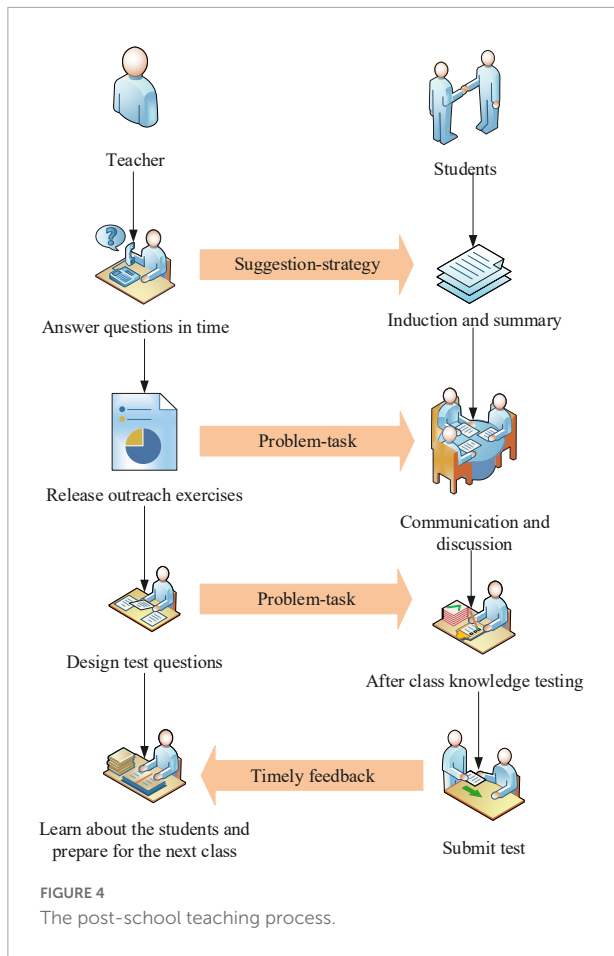 Teacher
Students
Suggestion-strategy
Answer questions in time
Induction and summary
Problem-task
Release outreach exercises
Communication and
discussion
Problem-task
Design test questions
After class knowledge testing
Timely feedback
Learn about the students and
prepare for the next class
Submit test
FIGURE 4
The post-school teaching process.